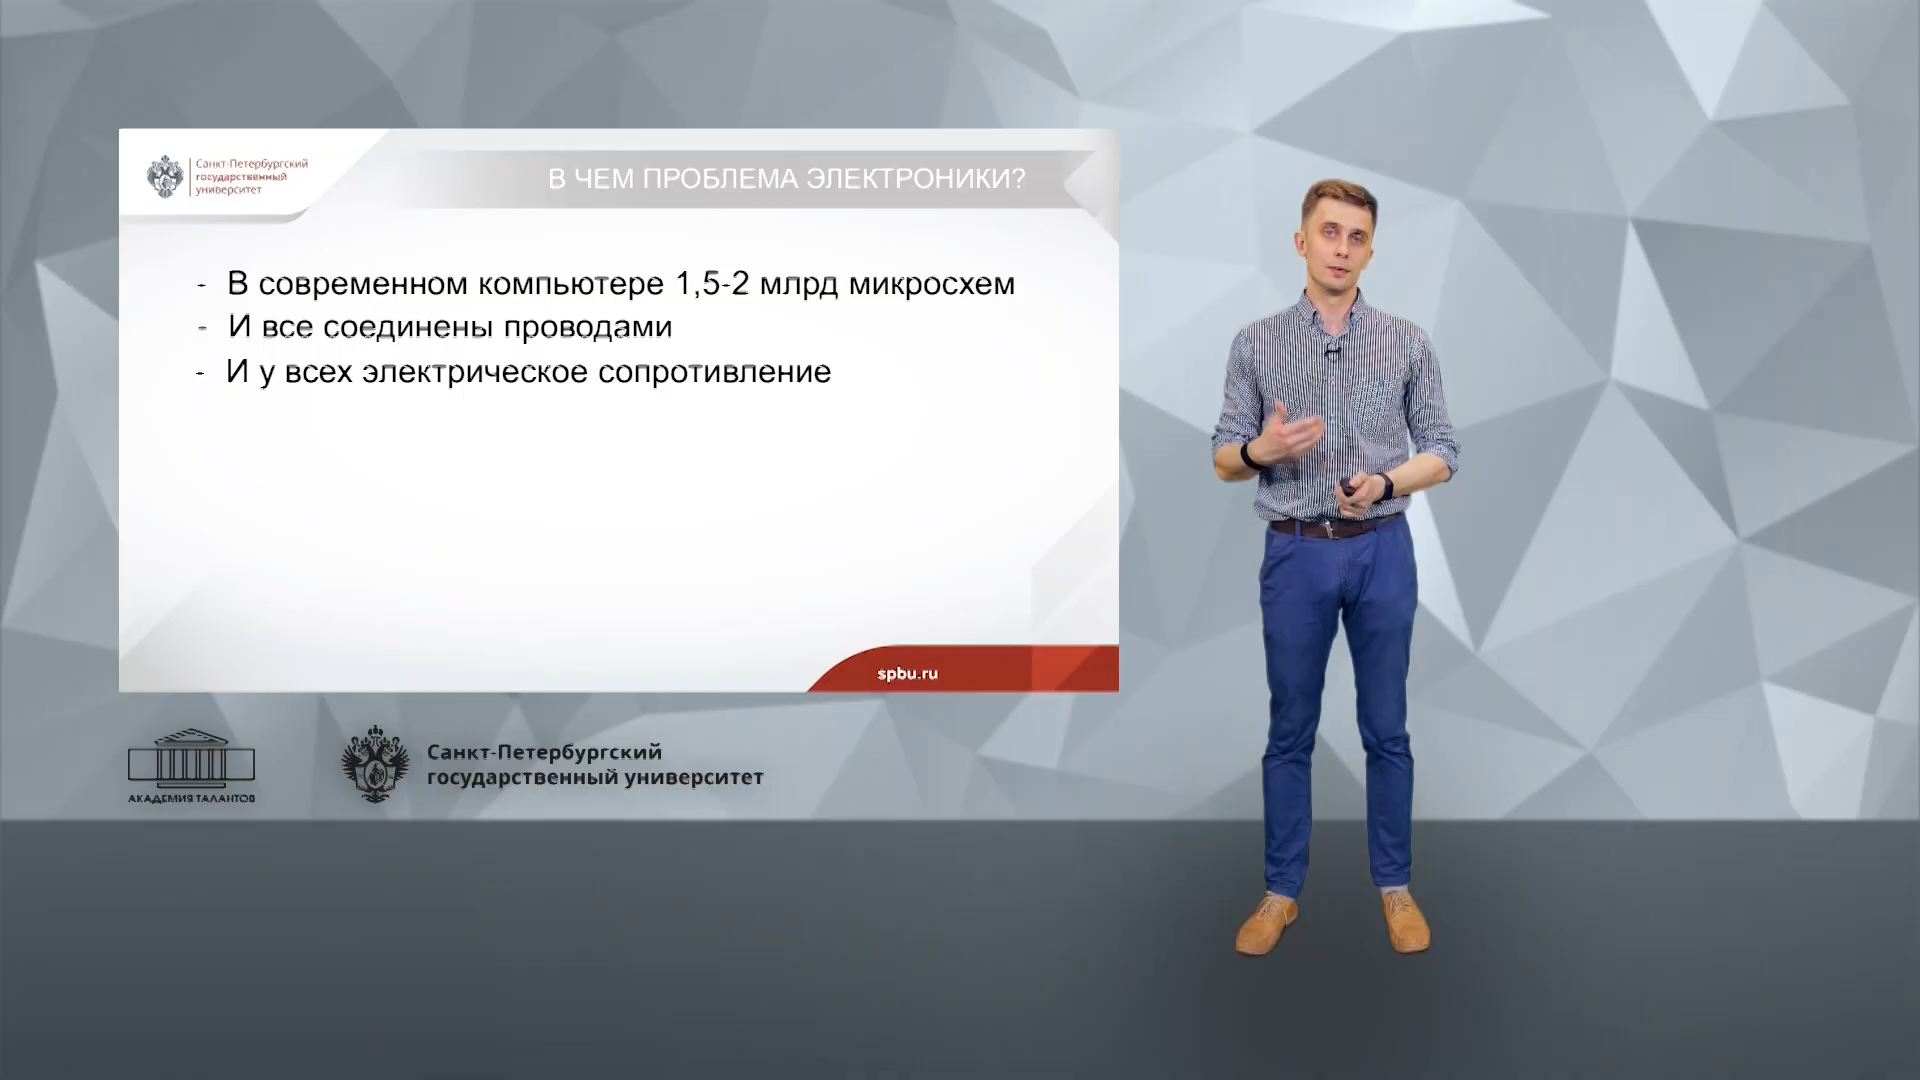 Санкт-Петербургский
государственный
университет
В ЧЕМ ПРОБЛЕМА ЭЛЕКТРОНИКИ?
- В современном компьютере 1,5-2 млрд микросхем
- И все соединены проводами
- И у всех электрическое сопротивление
spbu.ru
АКАДЕМИЯ ТАЛАНТОВ
Санкт-Петербургский
государственный университет